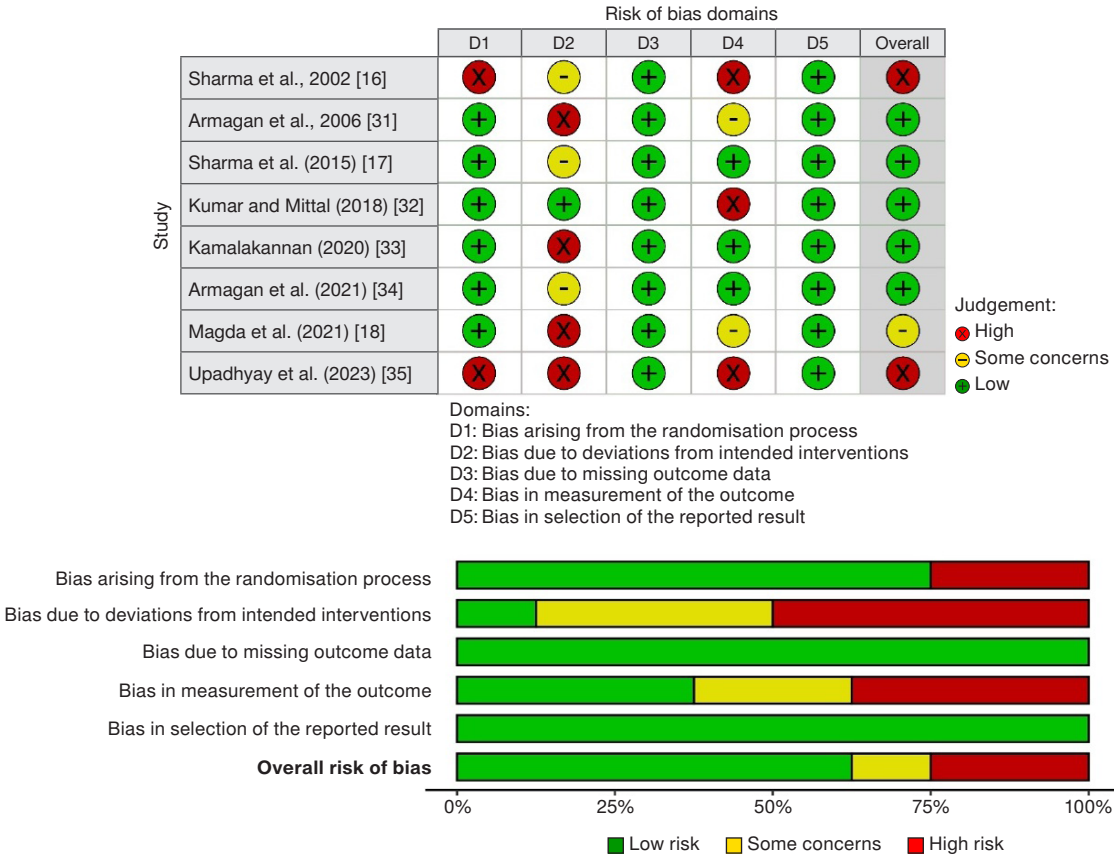 Risk of bias domains
D1 D2 D3 D4 D5 Overall
Study
Sharma et al., 2002 [16] X - + X + X
Armagan et al., 2006 [31] + X + - + +
Sharma et al. (2015) [17] + - + + + +
Kumar and Mittal (2018) [32] + + + X + +
Kamalakannan (2020) [33] + X + + + +
Armagan et al. (2021) [34] + - + + + +
Magda et al. (2021) [18] + X + - + -
Upadhyay et al. (2023) [35] X X + X + X
Judgement:
X High
- Some concerns
+ Low
Domains:
D1: Bias arising from the randomisation process
D2: Bias due to deviations from intended interventions
D3: Bias due to missing outcome data
D4: Bias in measurement of the outcome
D5: Bias in selection of the reported result
Bias arising from the randomisation process
Bias due to deviations from intended interventions
Bias due to missing outcome data
Bias in measurement of the outcome
Bias in selection of the reported result
Overall risk of bias
0% 25% 50% 75% 100%
Low risk Some concerns High risk